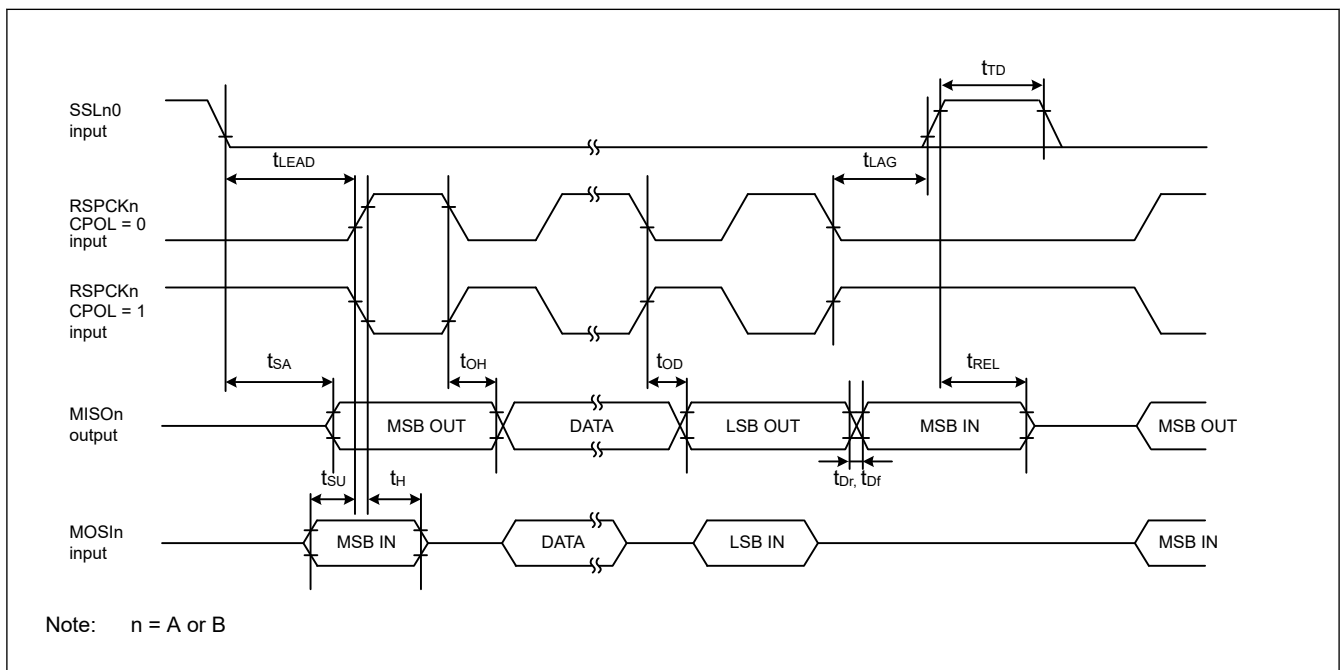 tTD
SSLn0
input
tLEAD
tLAG
RSPCKn
CPOL = 0
input
RSPCKn
CPOL = 1
input
tSA
tOH
tOD
tREL
MISOn
output
MSB OUT
DATA
LSB OUT
MSB IN
MSB OUT
tSU
tH
tDr, tDf
MOSIn
input
MSB IN
DATA
LSB IN
MSB IN
Note: n = A or B